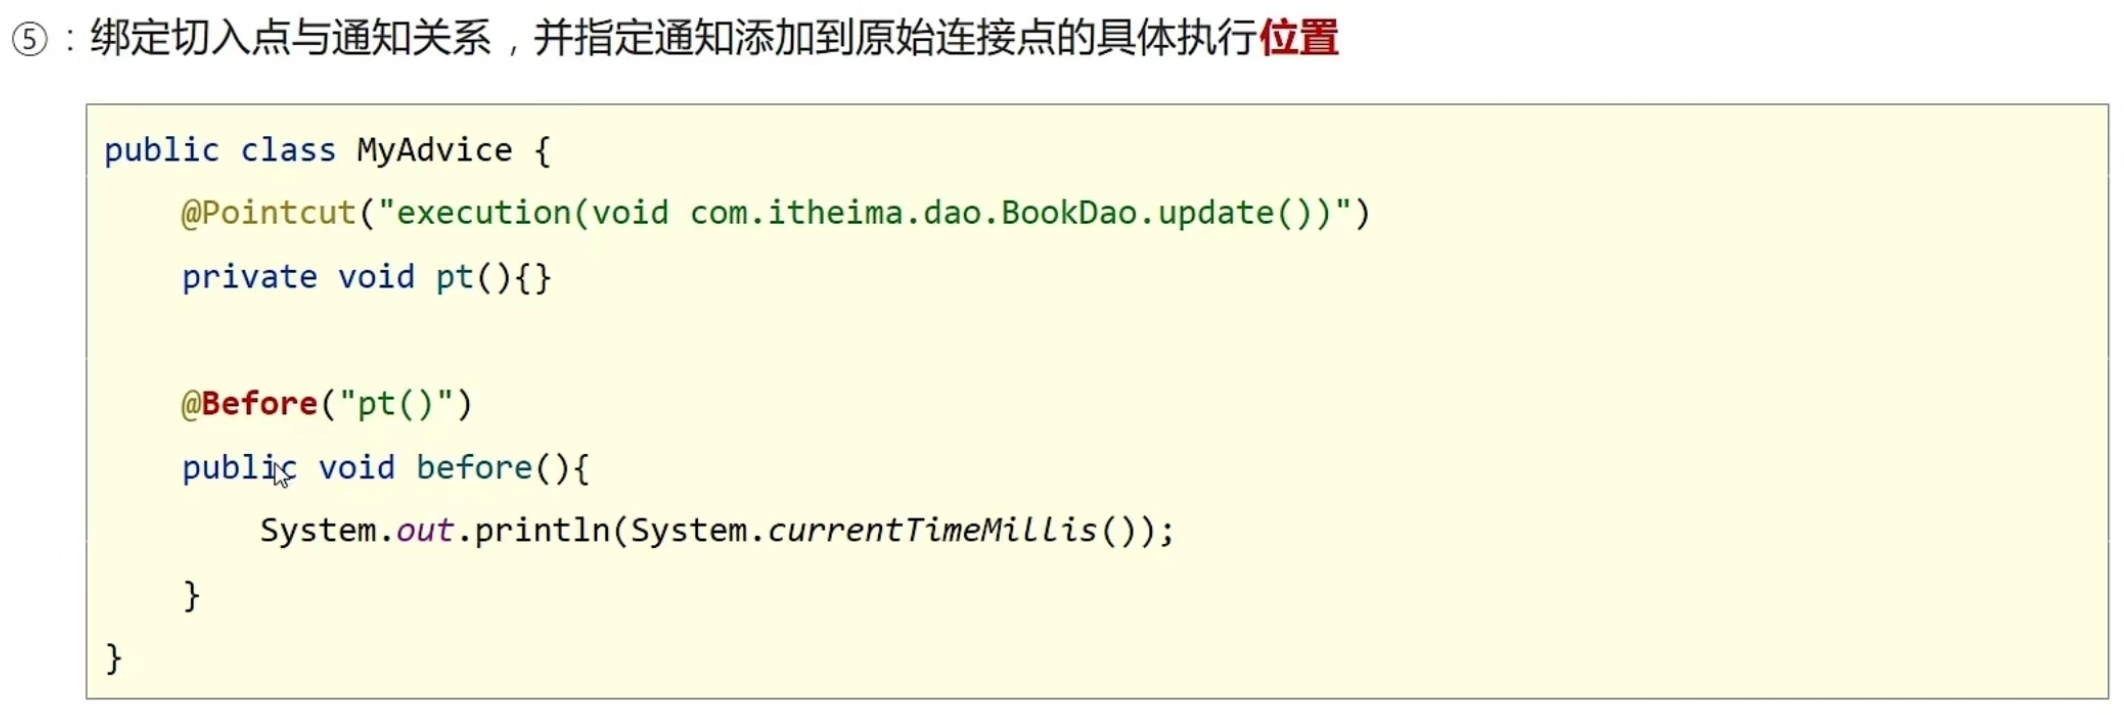 ⑤：绑定切入点与通知关系，并指定通知添加到原始连接点的具体执行位置
public class MyAdvice {
    @Pointcut("execution(void com.itheima.dao.BookDao.update())")
    private void pt(){}
    @Before("pt()")
    public void before(){
        System.out.println(System.currentTimeMillis());
    }
}